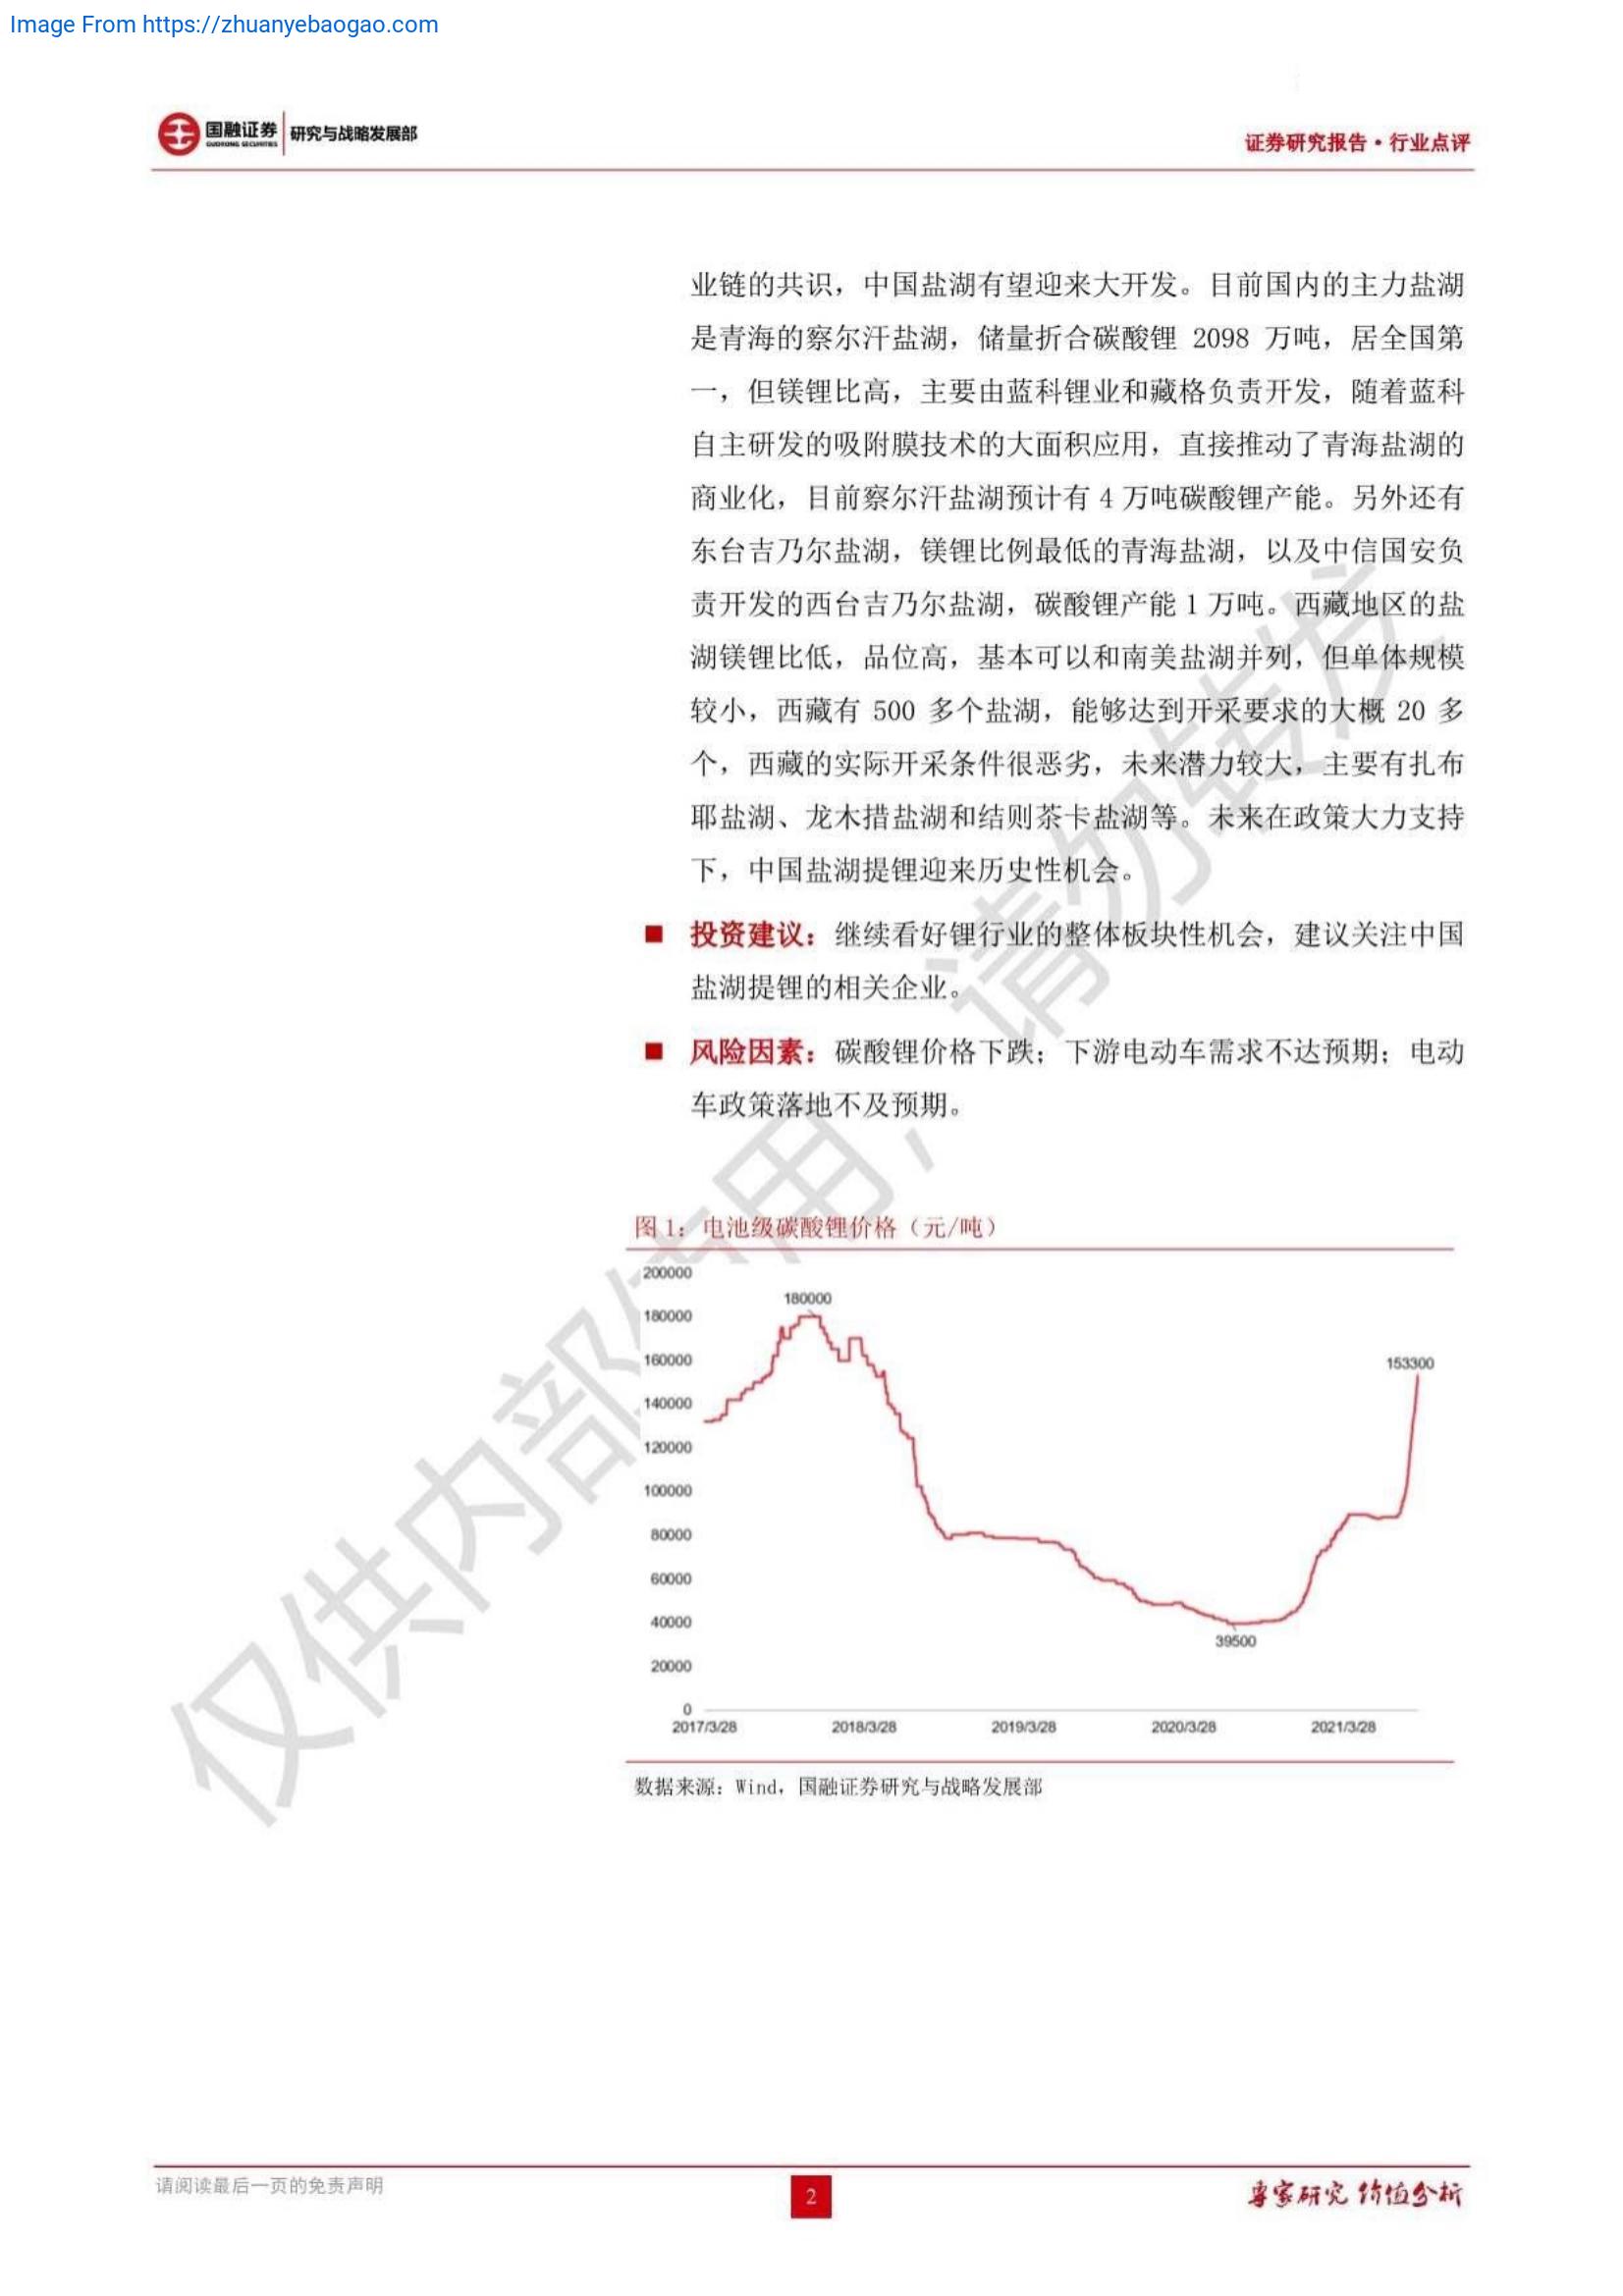 Image From https://zhuanyebaogao.com
国融证券 研究与战略发展部
GUORONG SECURITIES
证券研究报告·行业点评
业链的共识，中国盐湖有望迎来大开发。目前国内的主力盐湖
是青海的察尔汗盐湖，储量折合碳酸锂 2098 万吨，居全国第
一，但镁锂比高，主要由蓝科锂业和藏格负责开发，随着蓝科
自主研发的吸附膜技术的大面积应用，直接推动了青海盐湖的
商业化，目前察尔汗盐湖预计有 4 万吨碳酸锂产能。另外还有
东台吉乃尔盐湖，镁锂比例最低的青海盐湖，以及中信国安负
责开发的西台吉乃尔盐湖，碳酸锂产能 1 万吨。西藏地区的盐
湖镁锂比低，品位高，基本可以和南美盐湖并列，但单体规模
较小，西藏有 500 多个盐湖，能够达到开采要求的大概 20 多
个，西藏的实际开采条件很恶劣，未来潜力较大，主要有扎布
耶盐湖、龙木措盐湖和结则茶卡盐湖等。未来在政策大力支持
下，中国盐湖提锂迎来历史性机会。
■ 投资建议：继续看好锂行业的整体板块性机会，建议关注中国
盐湖提锂的相关企业。
■ 风险因素：碳酸锂价格下跌；下游电动车需求不达预期；电动
车政策落地不及预期。
仅供内部使用，请勿转发
图 1：电池级碳酸锂价格（元/吨）
200000
180000
160000
140000
120000
100000
80000
60000
40000
20000
0
180000
153300
39500
2017/3/28 2018/3/28 2019/3/28 2020/3/28 2021/3/28
数据来源：Wind，国融证券研究与战略发展部
请阅读最后一页的免责声明
2
专家研究 价值分析